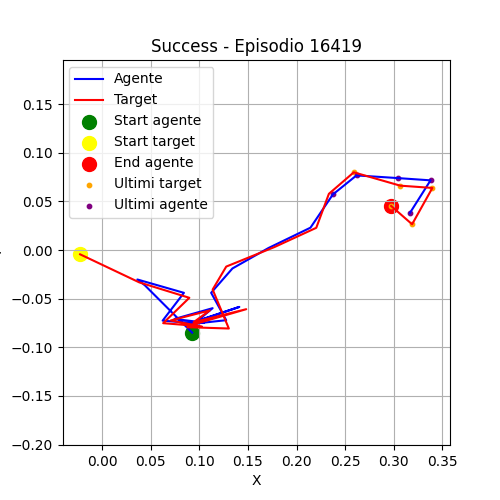 Success - Episodio 16419
Agente
Target
Start agente
Start target
End agente
Ultimi target
Ultimi agente
0.15
0.10
0.05
0.00
−0.05
−0.10
−0.15
−0.20
0.00 0.05 0.10 0.15 0.20 0.25 0.30 0.35
X